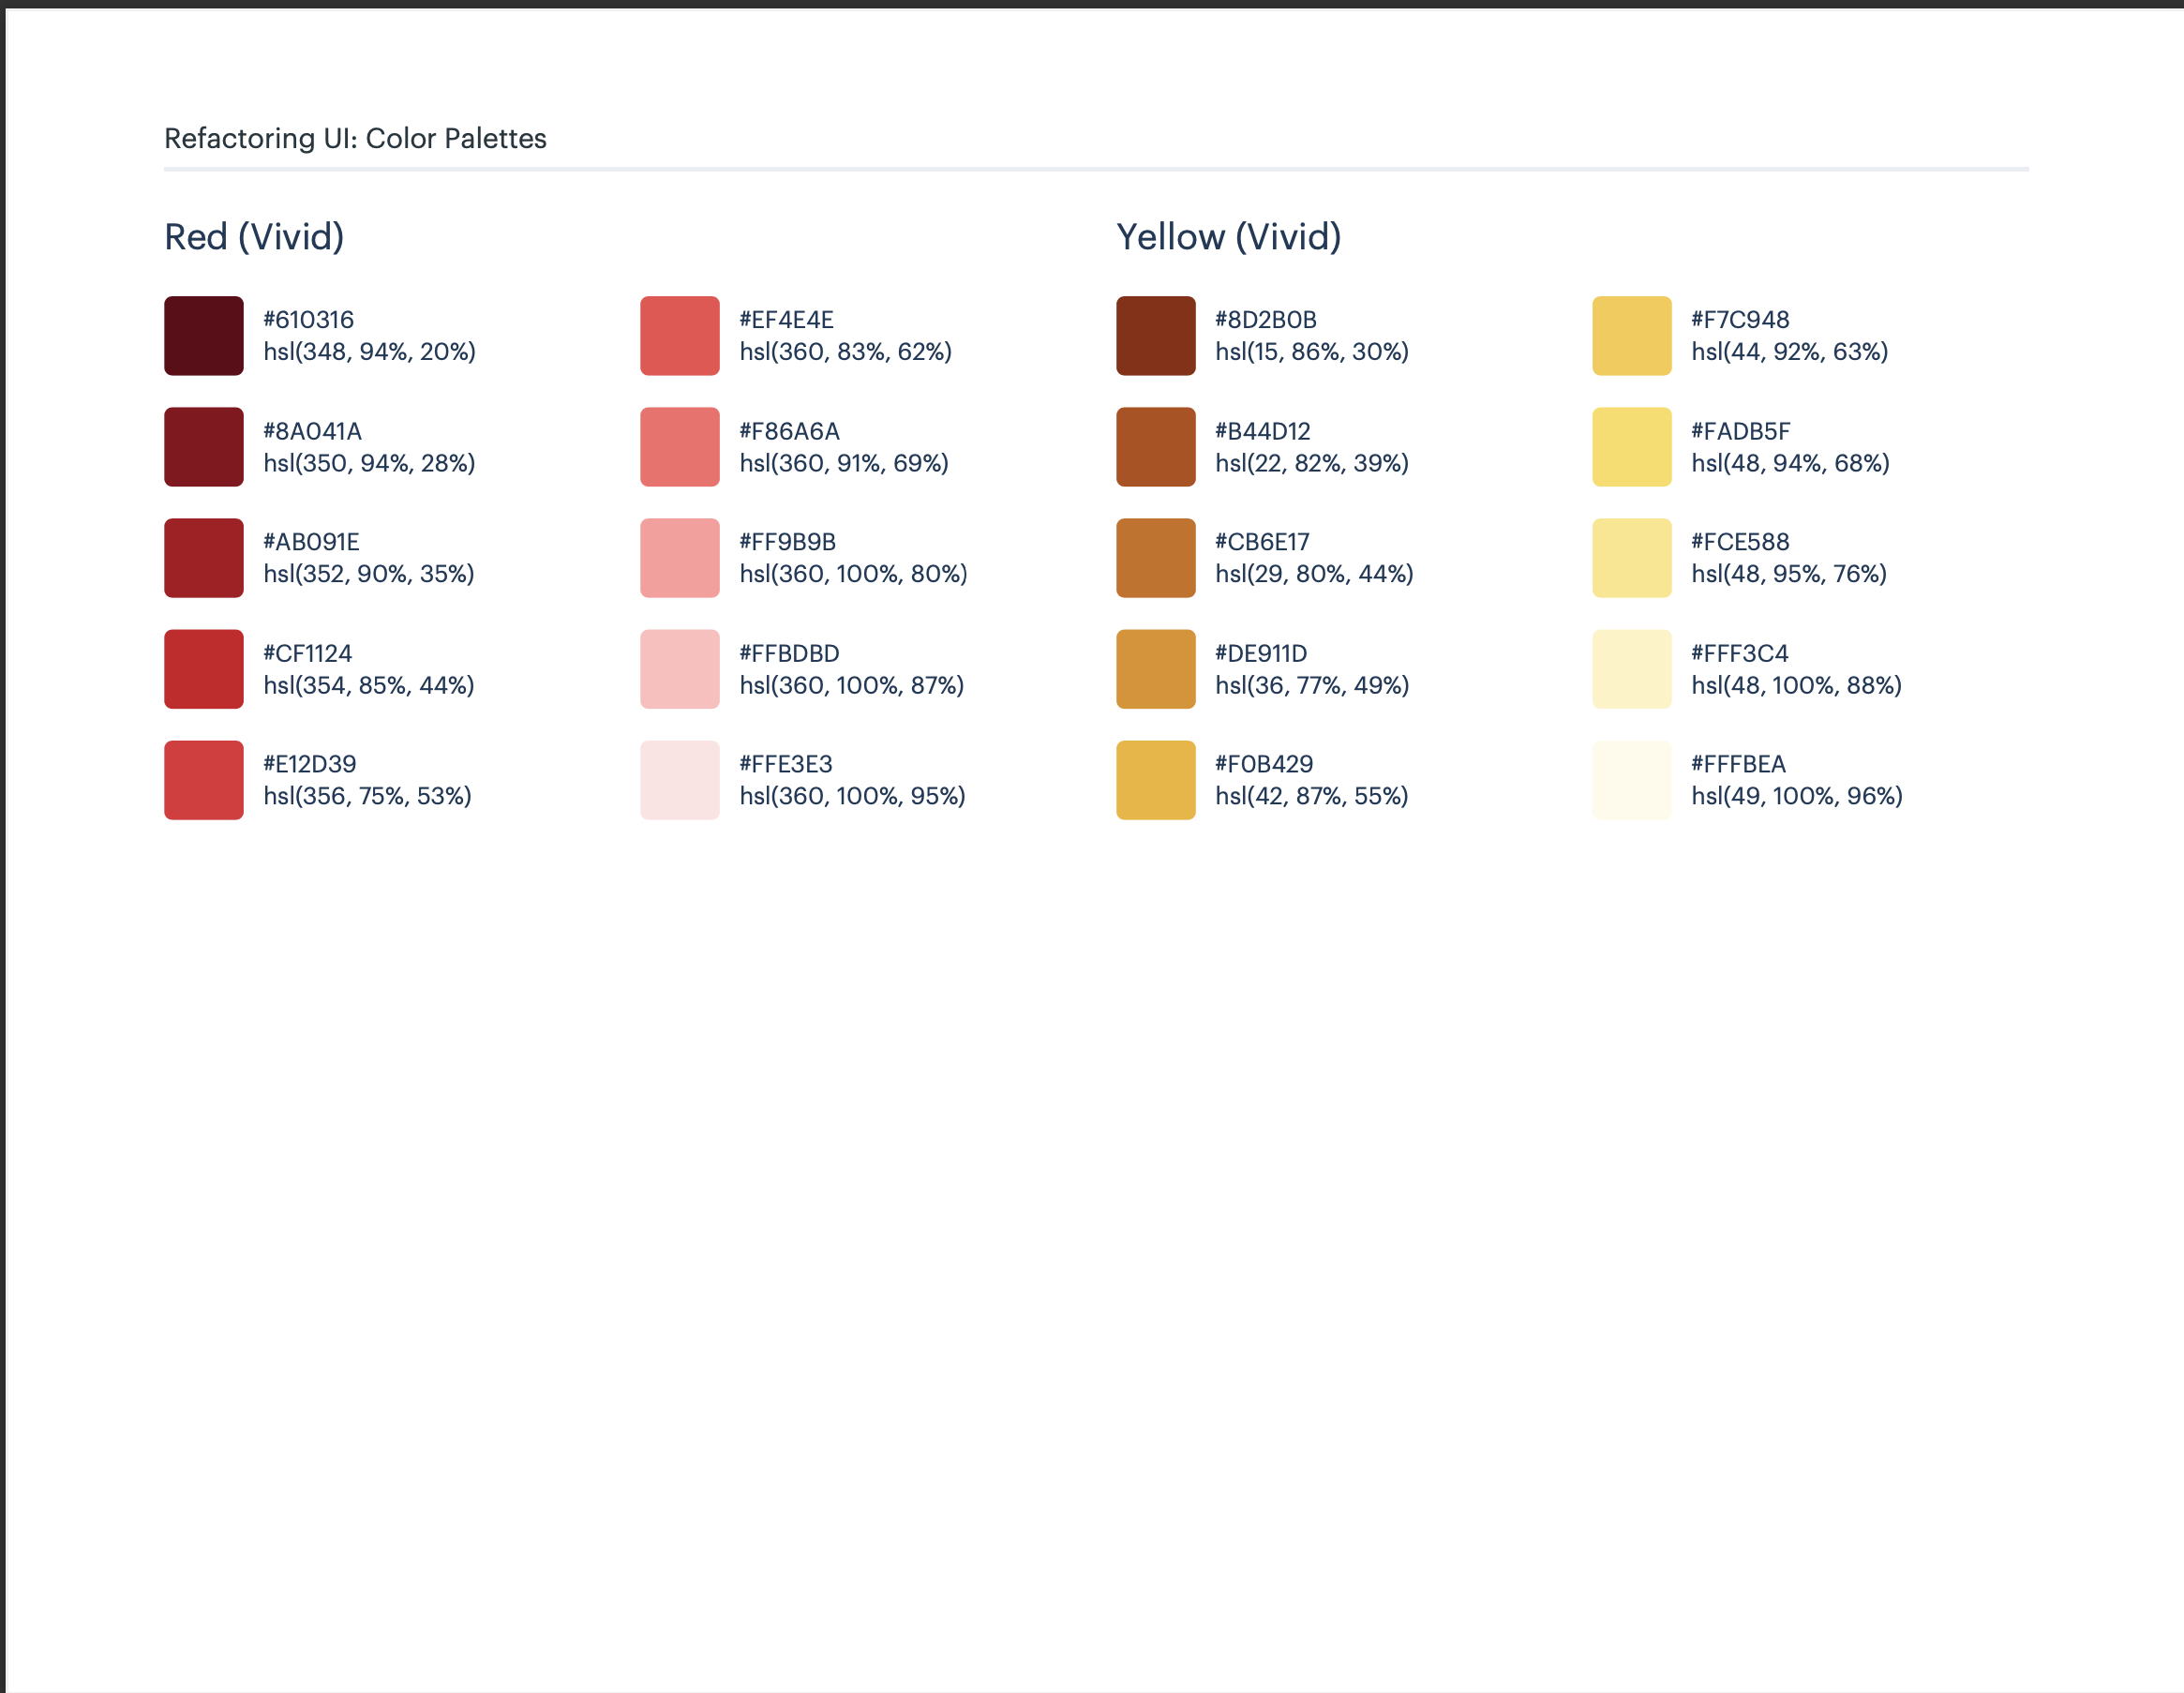 Refactoring UI: Color Palettes
Red (Vivid)
#610316
hsl(348, 94%, 20%)
#8A041A
hsl(350, 94%, 28%)
#AB091E
hsl(352, 90%, 35%)
#CF1124
hsl(354, 85%, 44%)
#E12D39
hsl(356, 75%, 53%)
#EF4E4E
hsl(360, 83%, 62%)
#F86A6A
hsl(360, 91%, 69%)
#FF9B9B
hsl(360, 100%, 80%)
#FFBDBD
hsl(360, 100%, 87%)
#FFE3E3
hsl(360, 100%, 95%)
Yellow (Vivid)
#8D2B0B
hsl(15, 86%, 30%)
#B44D12
hsl(22, 82%, 39%)
#CB6E17
hsl(29, 80%, 44%)
#DE911D
hsl(36, 77%, 49%)
#F0B429
hsl(42, 87%, 55%)
#F7C948
hsl(44, 92%, 63%)
#FADB5F
hsl(48, 94%, 68%)
#FCE588
hsl(48, 95%, 76%)
#FFF3C4
hsl(48, 100%, 88%)
#FFFBEA
hsl(49, 100%, 96%)